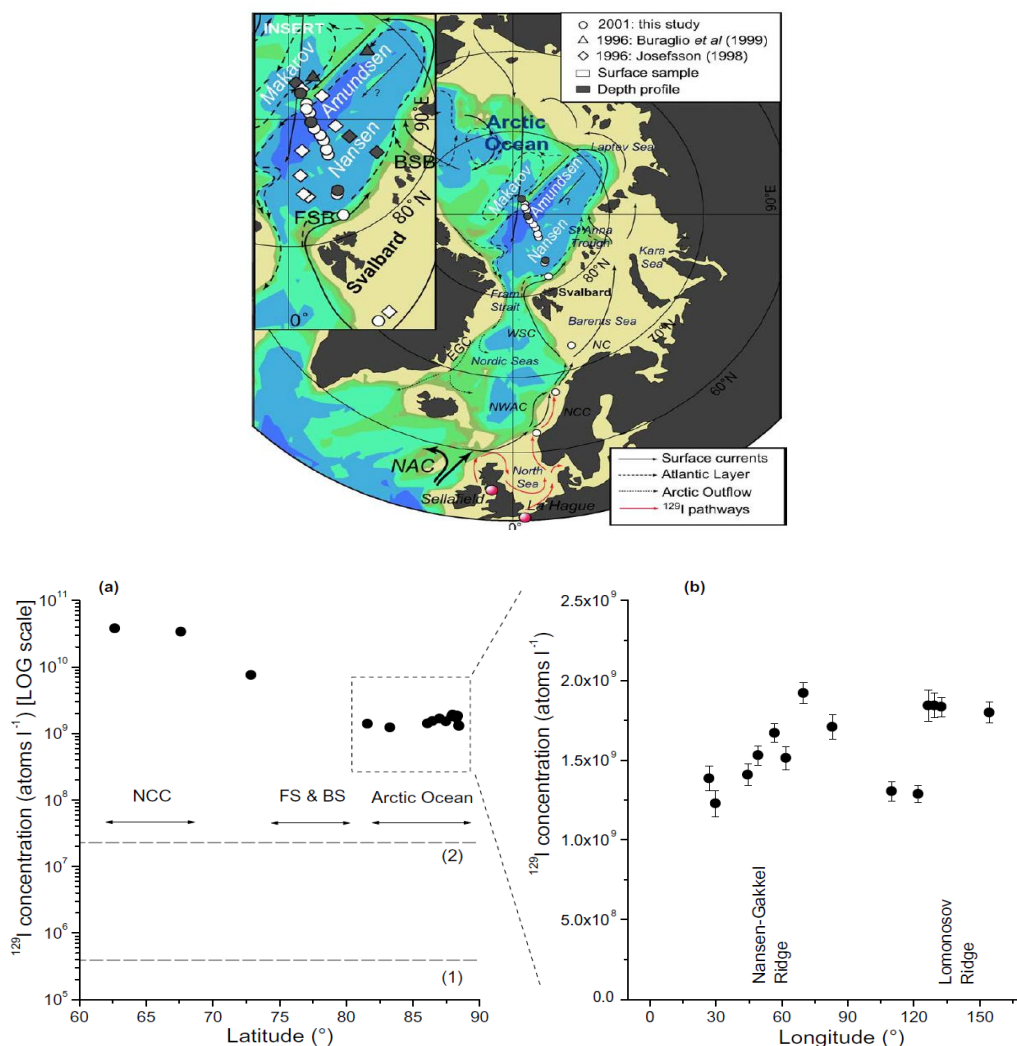 INSERT
Makarov
Amundsen
Nansen
90°E
BSB
80°N
FSB
Svalbard
0°
2001: this study
1996: Buraglio et al (1999)
1996: Josefsson (1998)
Surface sample
Depth profile
Arctic
Ocean
Laptev Sea
Makarov
Amundsen
Nansen
?
90°E
St Anna
Trough
Kara
Sea
80°N
Fram
Strait
Svalbard
Barents Sea
70°N
WSC
NC
EGC
Nordic Seas
60°N
NWAC
NCC
NAC
North
Sea
Sellafield
La Hague
0°
Surface currents
Atlantic Layer
Arctic Outflow
¹²⁹I pathways
(a)
¹²⁹I concentration (atoms l⁻¹) [LOG scale]
10¹¹
10¹⁰
10⁹
10⁸
10⁷
10⁶
10⁵
NCC
FS & BS
Arctic Ocean
(2)
(1)
60 65 70 75 80 85 90
Latitude (°)
(b)
¹²⁹I concentration (atoms l⁻¹)
2.5x10⁹
2.0x10⁹
1.5x10⁹
1.0x10⁹
5.0x10⁸
0.0
Nansen-Gakkel
Ridge
Lomonosov
Ridge
0 30 60 90 120 150
Longitude (°)